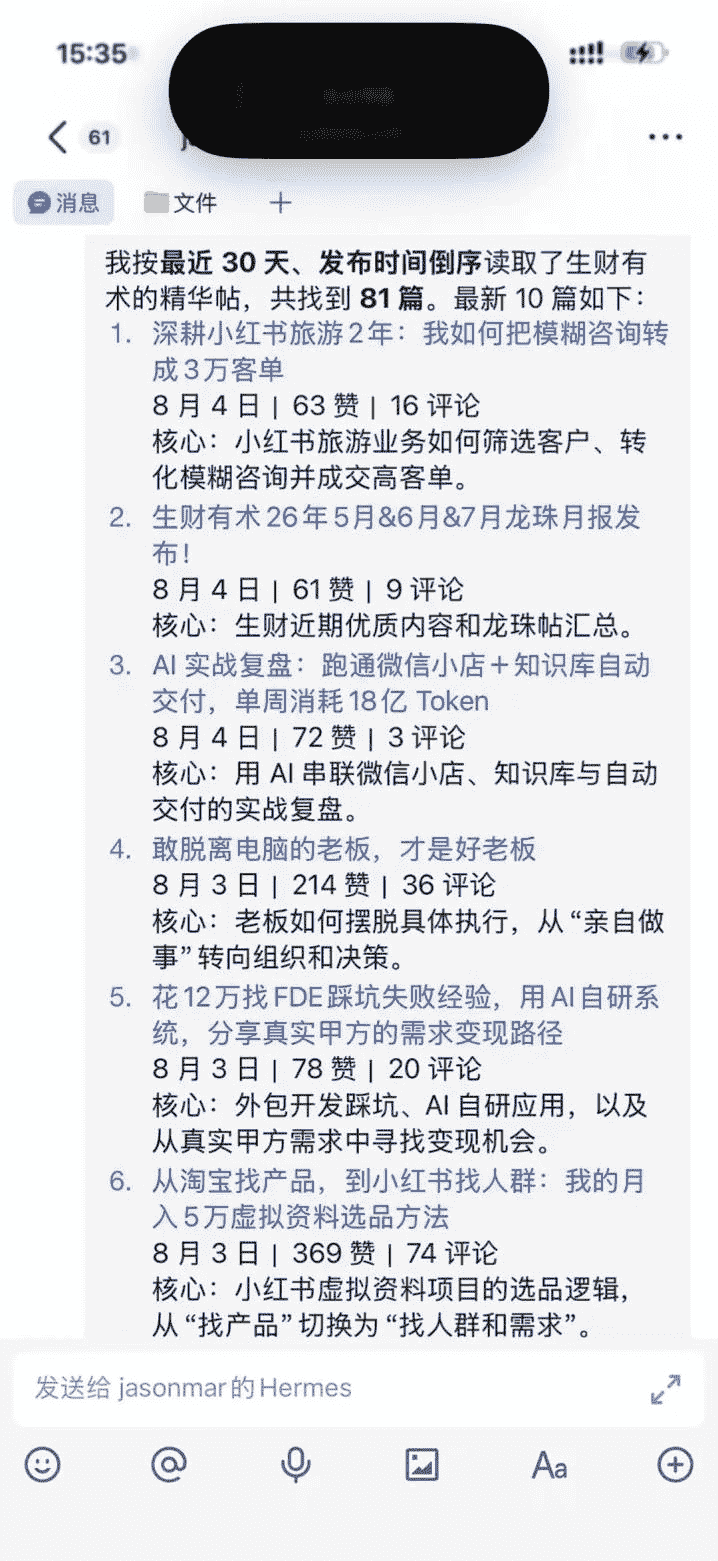 15:35
61
消息 文件
我按最近 30 天、发布时间倒序读取了生财有
术的精华帖，共找到 81 篇。最新 10 篇如下：
1. 深耕小红书旅游2年：我如何把模糊咨询转
成3万客单
8 月 4 日 | 63 赞 | 16 评论
核心：小红书旅游业务如何筛选客户、转
化模糊咨询并成交高客单。
2. 生财有术26年5月&6月&7月龙珠月报发
布！
8 月 4 日 | 61 赞 | 9 评论
核心：生财近期优质内容和龙珠帖汇总。
3. AI 实战复盘：跑通微信小店＋知识库自动
交付，单周消耗18亿 Token
8 月 4 日 | 72 赞 | 3 评论
核心：用 AI 串联微信小店、知识库与自动
交付的实战复盘。
4. 敢脱离电脑的老板，才是好老板
8 月 3 日 | 214 赞 | 36 评论
核心：老板如何摆脱具体执行，从“亲自做
事”转向组织和决策。
5. 花12万找FDE踩坑失败经验，用AI自研系
统，分享真实甲方的需求变现路径
8 月 3 日 | 78 赞 | 20 评论
核心：外包开发踩坑、AI 自研应用，以及
从真实甲方需求中寻找变现机会。
6. 从淘宝找产品，到小红书找人群：我的月
入5万虚拟资料选品方法
8 月 3 日 | 369 赞 | 74 评论
核心：小红书虚拟资料项目的选品逻辑，
从“找产品”切换为“找人群和需求”。
发送给 jasonmar的Hermes
Aa